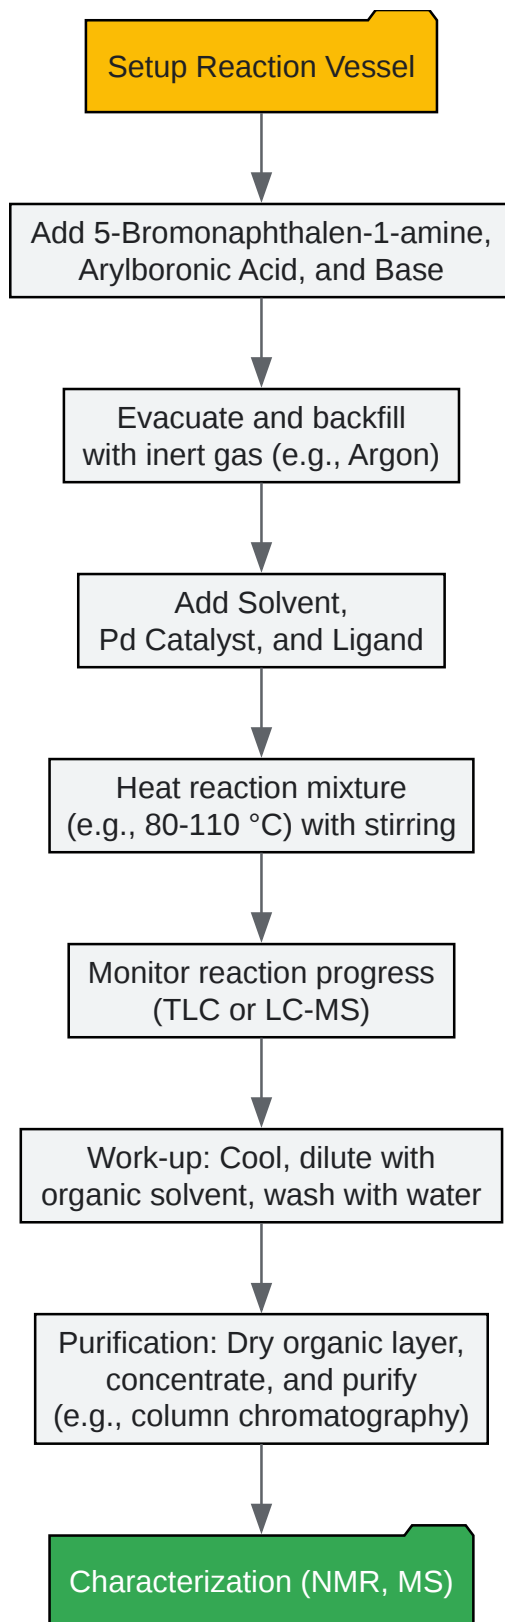 Setup Reaction Vessel
Add 5-Bromonaphthalen-1-amine,
Arylboronic Acid, and Base
Evacuate and backfill
with inert gas (e.g., Argon)
Add Solvent,
Pd Catalyst, and Ligand
Heat reaction mixture
(e.g., 80-110 °C) with stirring
Monitor reaction progress
(TLC or LC-MS)
Work-up: Cool, dilute with
organic solvent, wash with water
Purification: Dry organic layer,
concentrate, and purify
(e.g., column chromatography)
Characterization (NMR, MS)